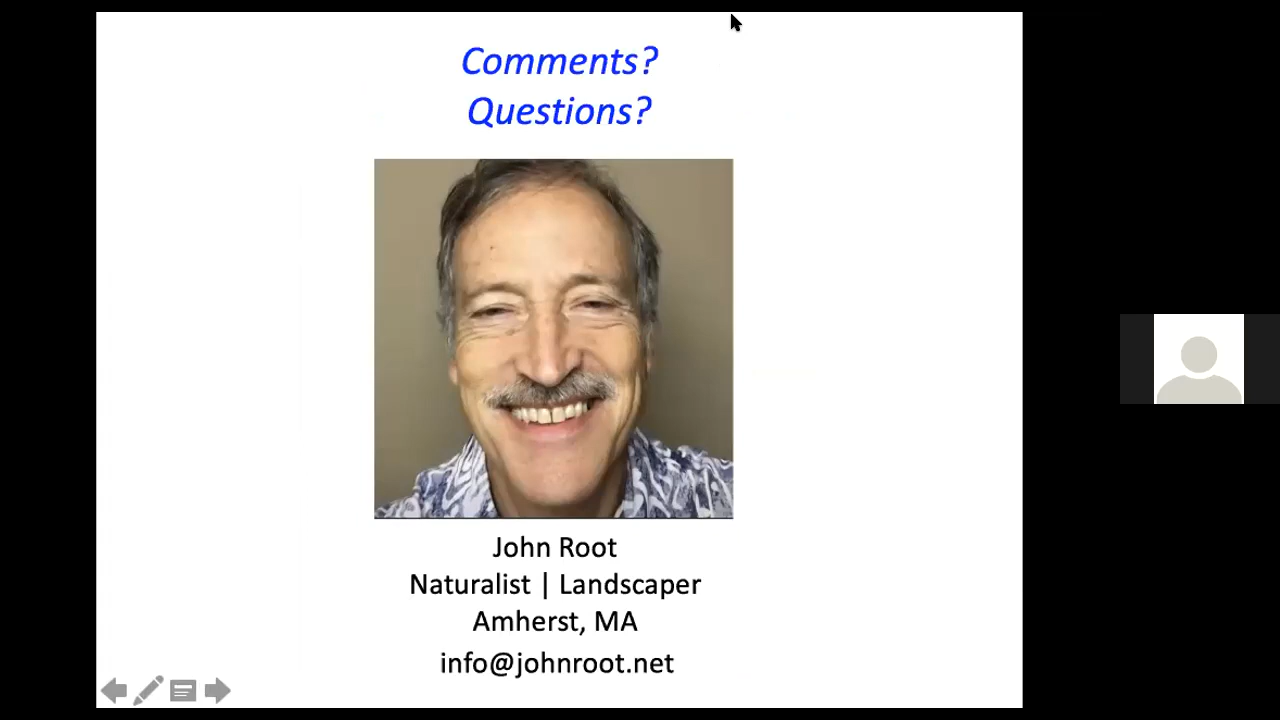 Comments?
Questions?
John Root
Naturalist | Landscaper
Amherst, MA
info@johnroot.net